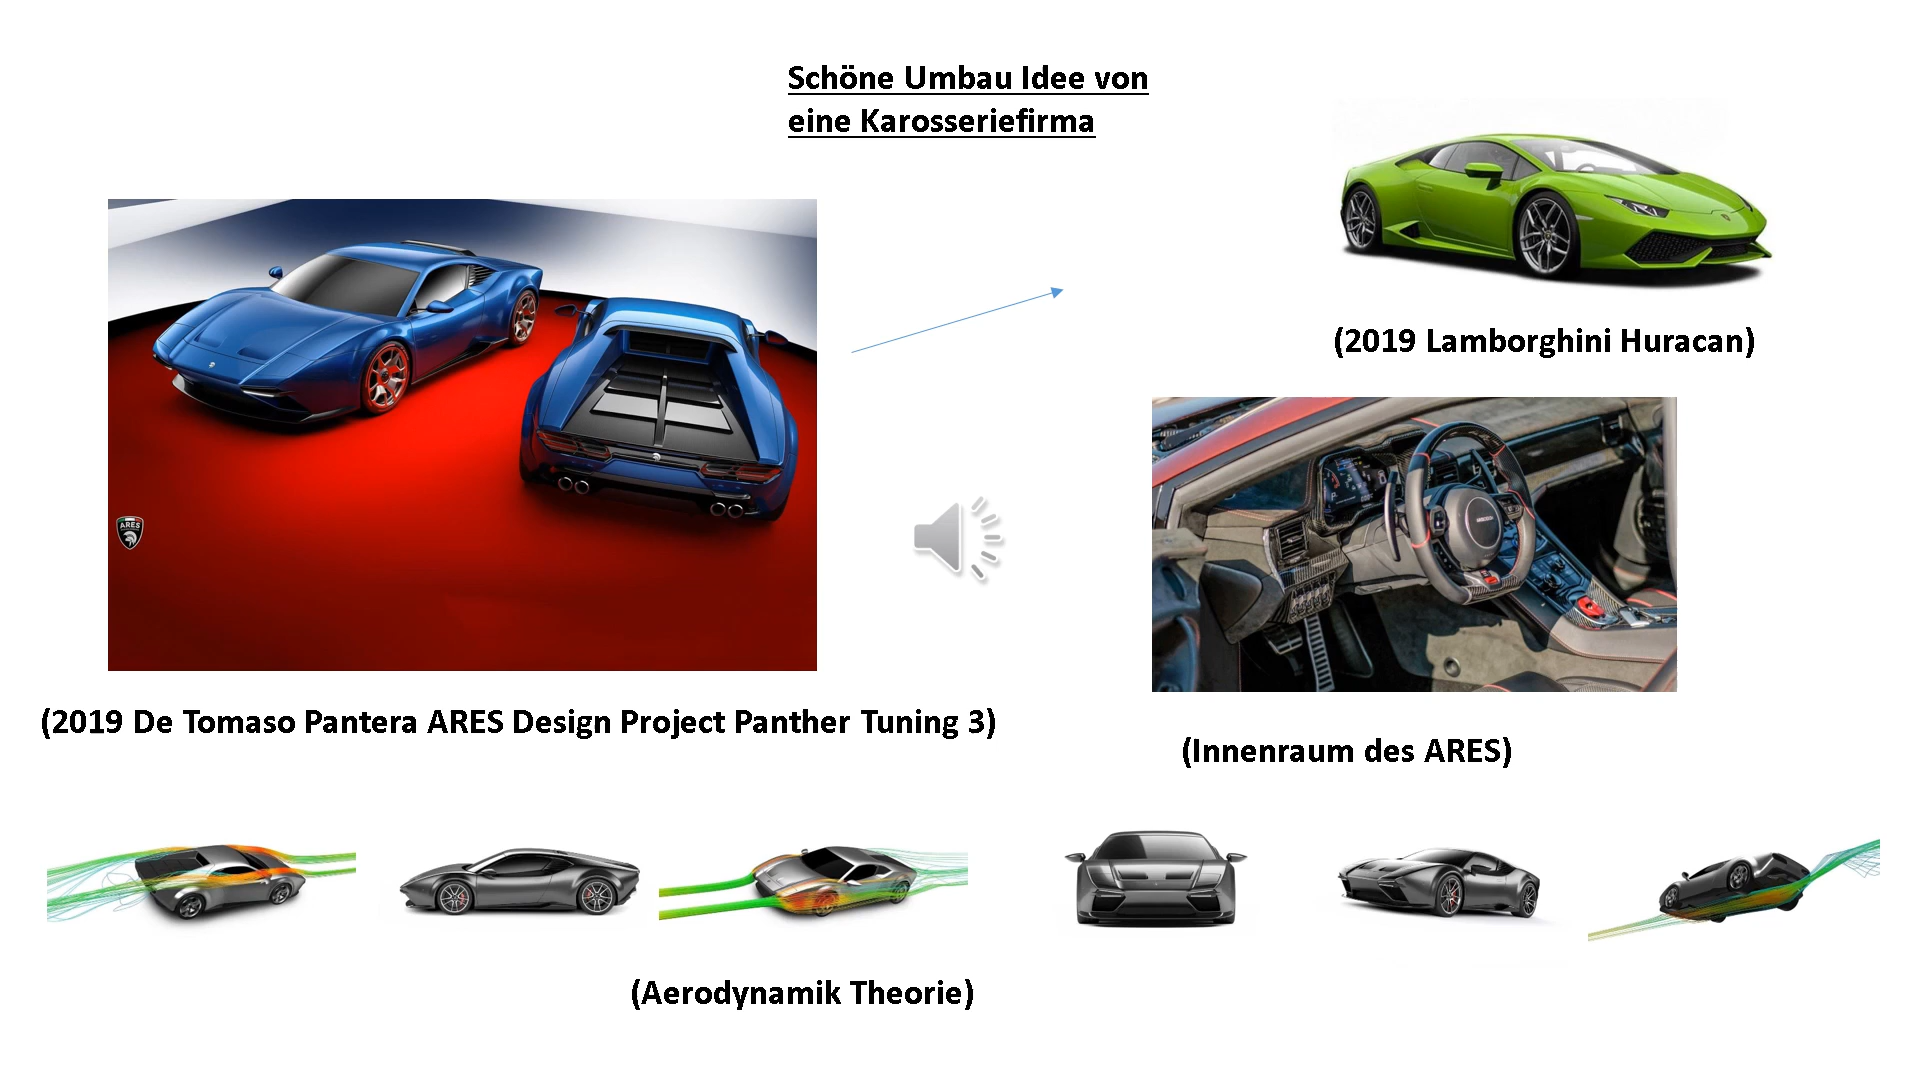 Schöne Umbau Idee von
eine Karosseriefirma
(2019 Lamborghini Huracan)
ARES
(2019 De Tomaso Pantera ARES Design Project Panther Tuning 3)
(Innenraum des ARES)
(Aerodynamik Theorie)